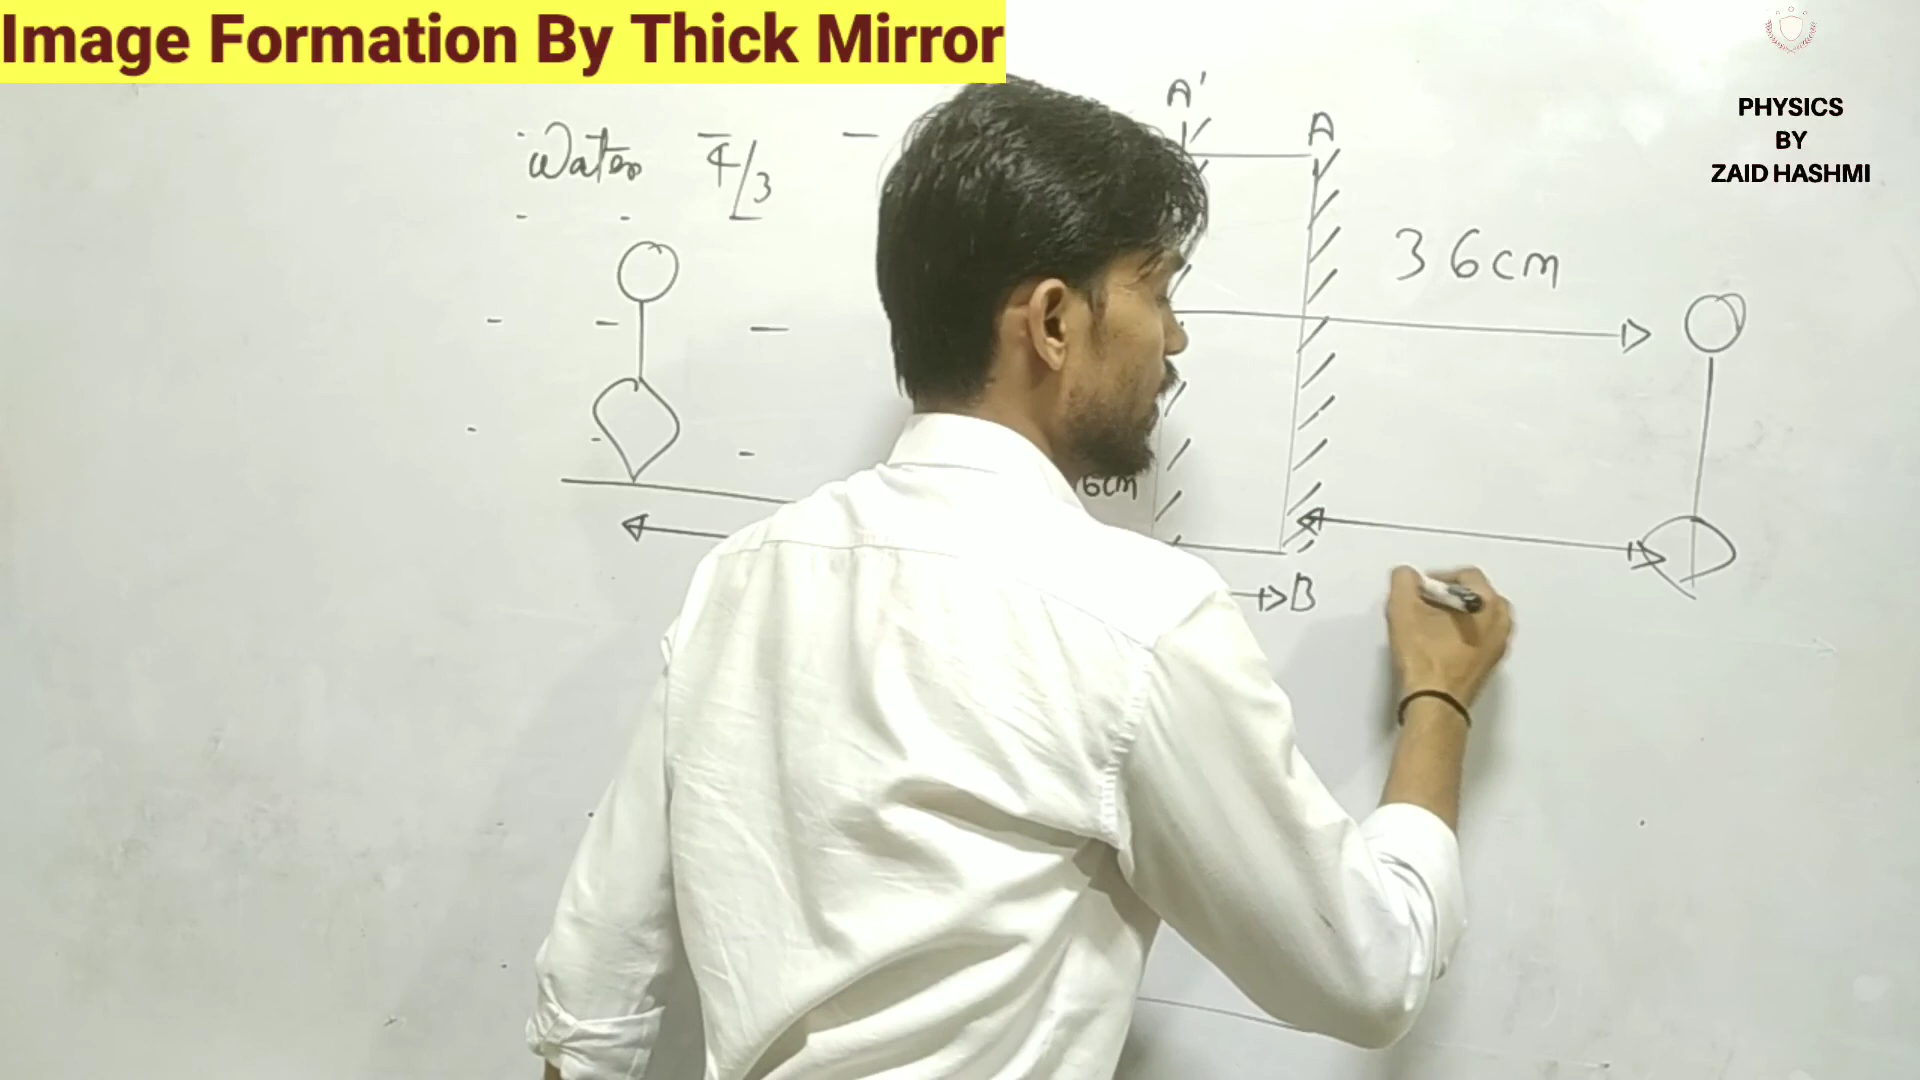 Image Formation By Thick Mirror
PHYSICS
BY
ZAID HASHMI
Water 4/3
A'
A
36cm
6cm
B